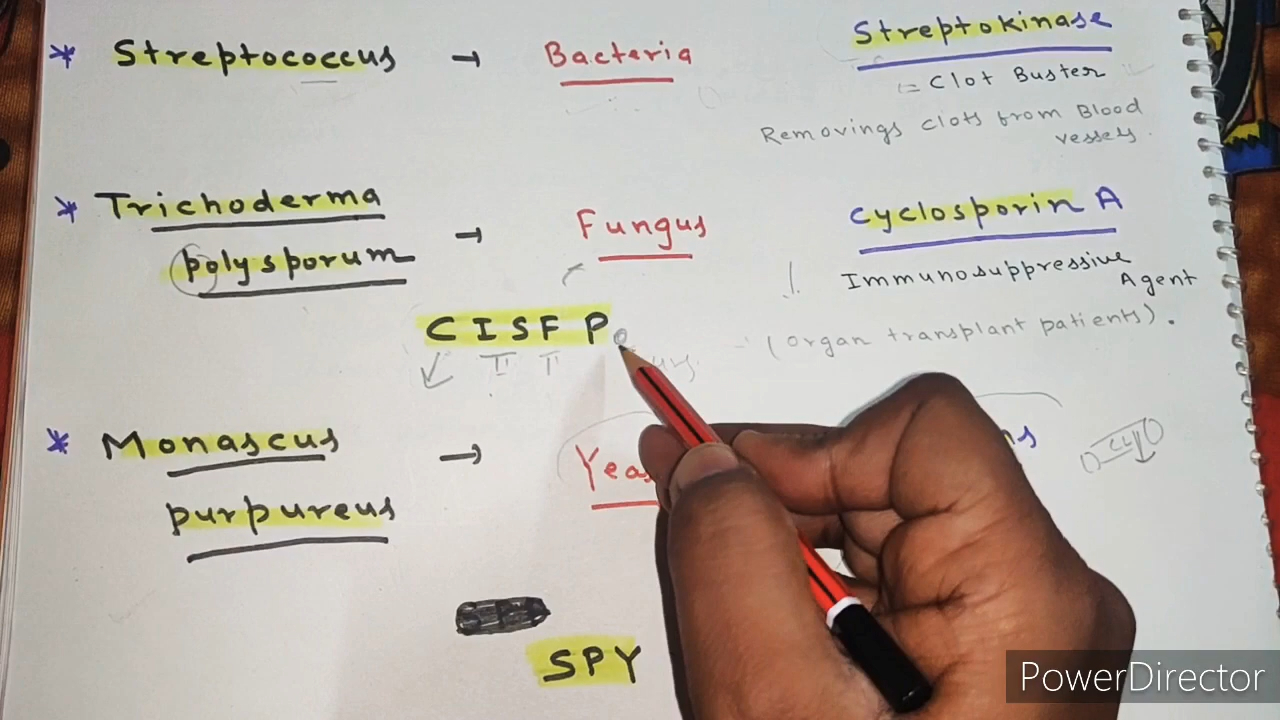 * Streptococcus → Bacteria Streptokinase
= Clot Buster
Removings clots from Blood
vessels.
* Trichoderma
polysporum → Fungus Cyclosporin A
Immunosuppressive
Agent
(organ transplant patients).
C I S F P
* Monascus → Yeas
purpureus
SPY
PowerDirector